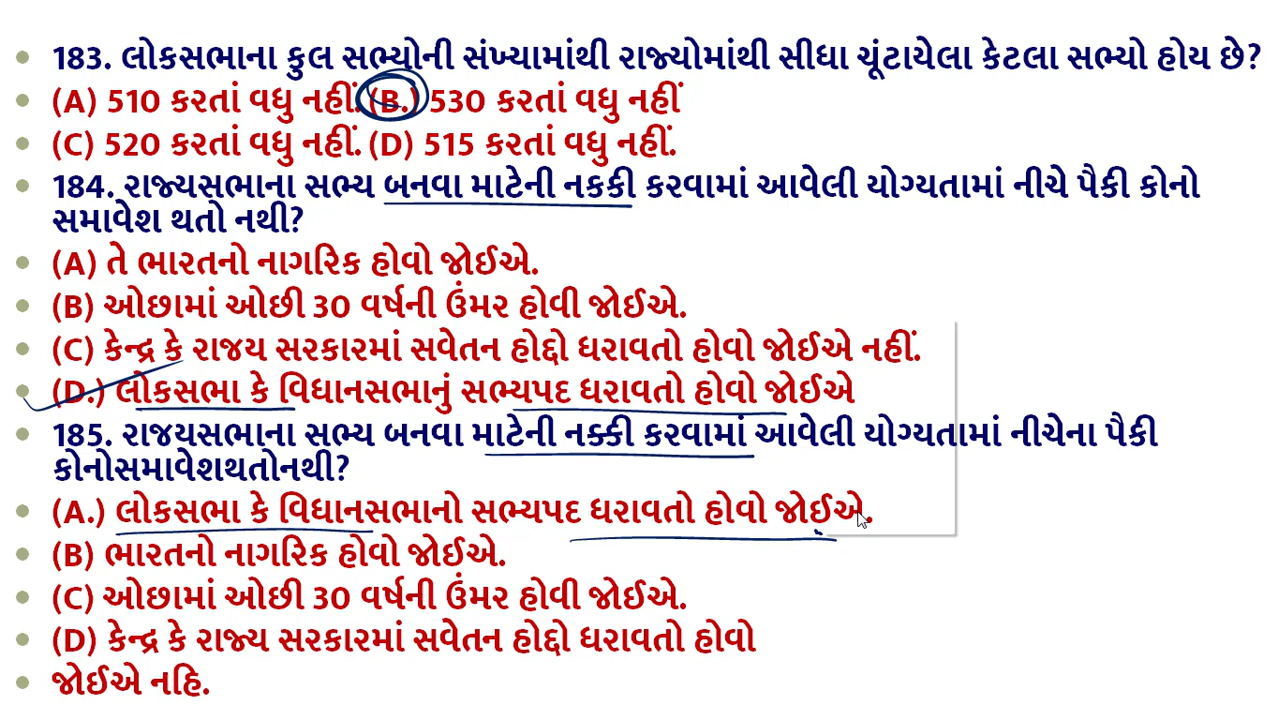 183. લોકસભાના કુલ સભ્યોની સંખ્યામાંથી રાજ્યોમાંથી સીધા ચૂંટાયેલા કેટલા સભ્યો હોય છે?
(A) 510 કરતાં વધુ નહીં. (B.) 530 કરતાં વધુ નહીં
(C) 520 કરતાં વધુ નહીં. (D) 515 કરતાં વધુ નહીં.
184. રાજ્યસભાના સભ્ય બનવા માટેની નકકી કરવામાં આવેલી યોગ્યતામાં નીચે પૈકી કોનો
સમાવેશ થતો નથી?
(A) તે ભારતનો નાગરિક હોવો જોઈએ.
(B) ઓછામાં ઓછી 30 વર્ષની ઉંમર હોવી જોઈએ.
(C) કેન્દ્ર કે રાજય સરકારમાં સવેતન હોદ્દો ધરાવતો હોવો જોઈએ નહીં.
(D.) લોકસભા કે વિધાનસભાનું સભ્યપદ ધરાવતો હોવો જોઈએ
185. રાજયસભાના સભ્ય બનવા માટેની નક્કી કરવામાં આવેલી યોગ્યતામાં નીચેના પૈકી
કોનોસમાવેશથતોનથી?
(A.) લોકસભા કે વિધાનસભાનો સભ્યપદ ધરાવતો હોવો જોઈએ.
(B) ભારતનો નાગરિક હોવો જોઈએ.
(C) ઓછામાં ઓછી 30 વર્ષની ઉંમર હોવી જોઈએ.
(D) કેન્દ્ર કે રાજ્ય સરકારમાં સવેતન હોદ્દો ધરાવતો હોવો
જોઈએ નહિ.